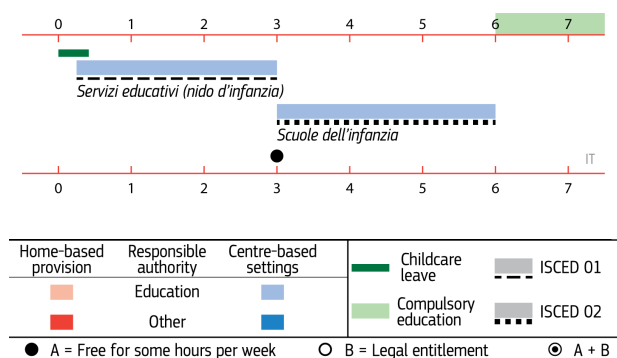 0 1 2 3 4 5 6 7
Servizi educativi (nido d'infanzia)
Scuole dell'infanzia
IT
0 1 2 3 4 5 6 7
Home-based provision
Responsible authority
Centre-based settings
Education
Other
Childcare leave
ISCED 01
Compulsory education
ISCED 02
A = Free for some hours per week
B = Legal entitlement
A + B